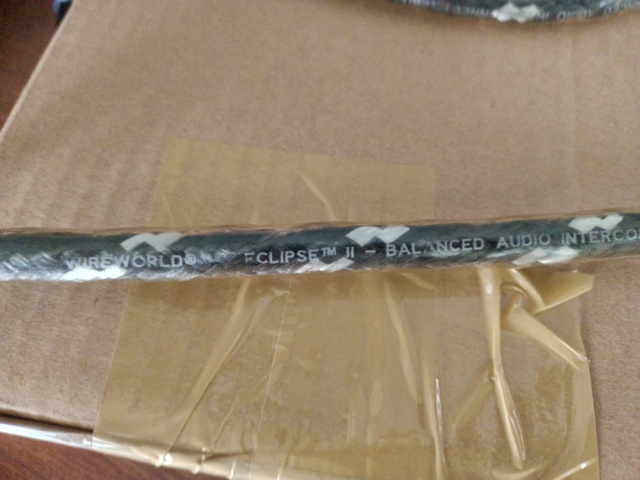 WIREWORLD® ECLIPSE™ II - BALANCED AUDIO INTERCO